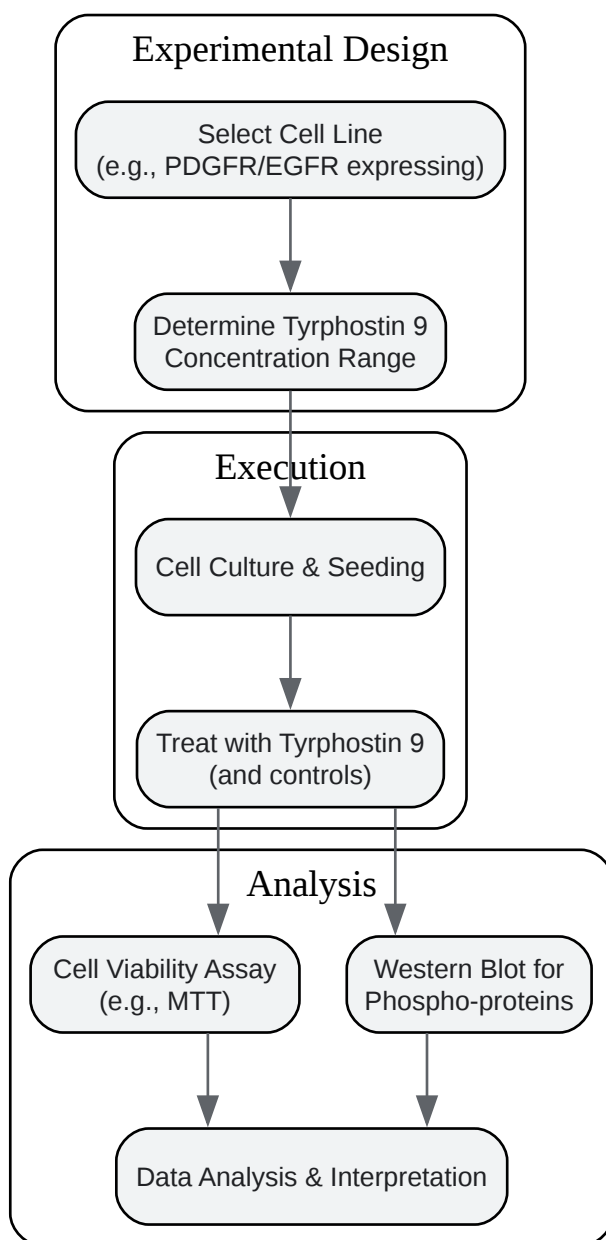 Experimental Design
Select Cell Line
(e.g., PDGFR/EGFR expressing)
Determine Tyrphostin 9
Concentration Range
Execution
Cell Culture & Seeding
Treat with Tyrphostin 9
(and controls)
Analysis
Cell Viability Assay
(e.g., MTT)
Western Blot for
Phospho-proteins
Data Analysis & Interpretation